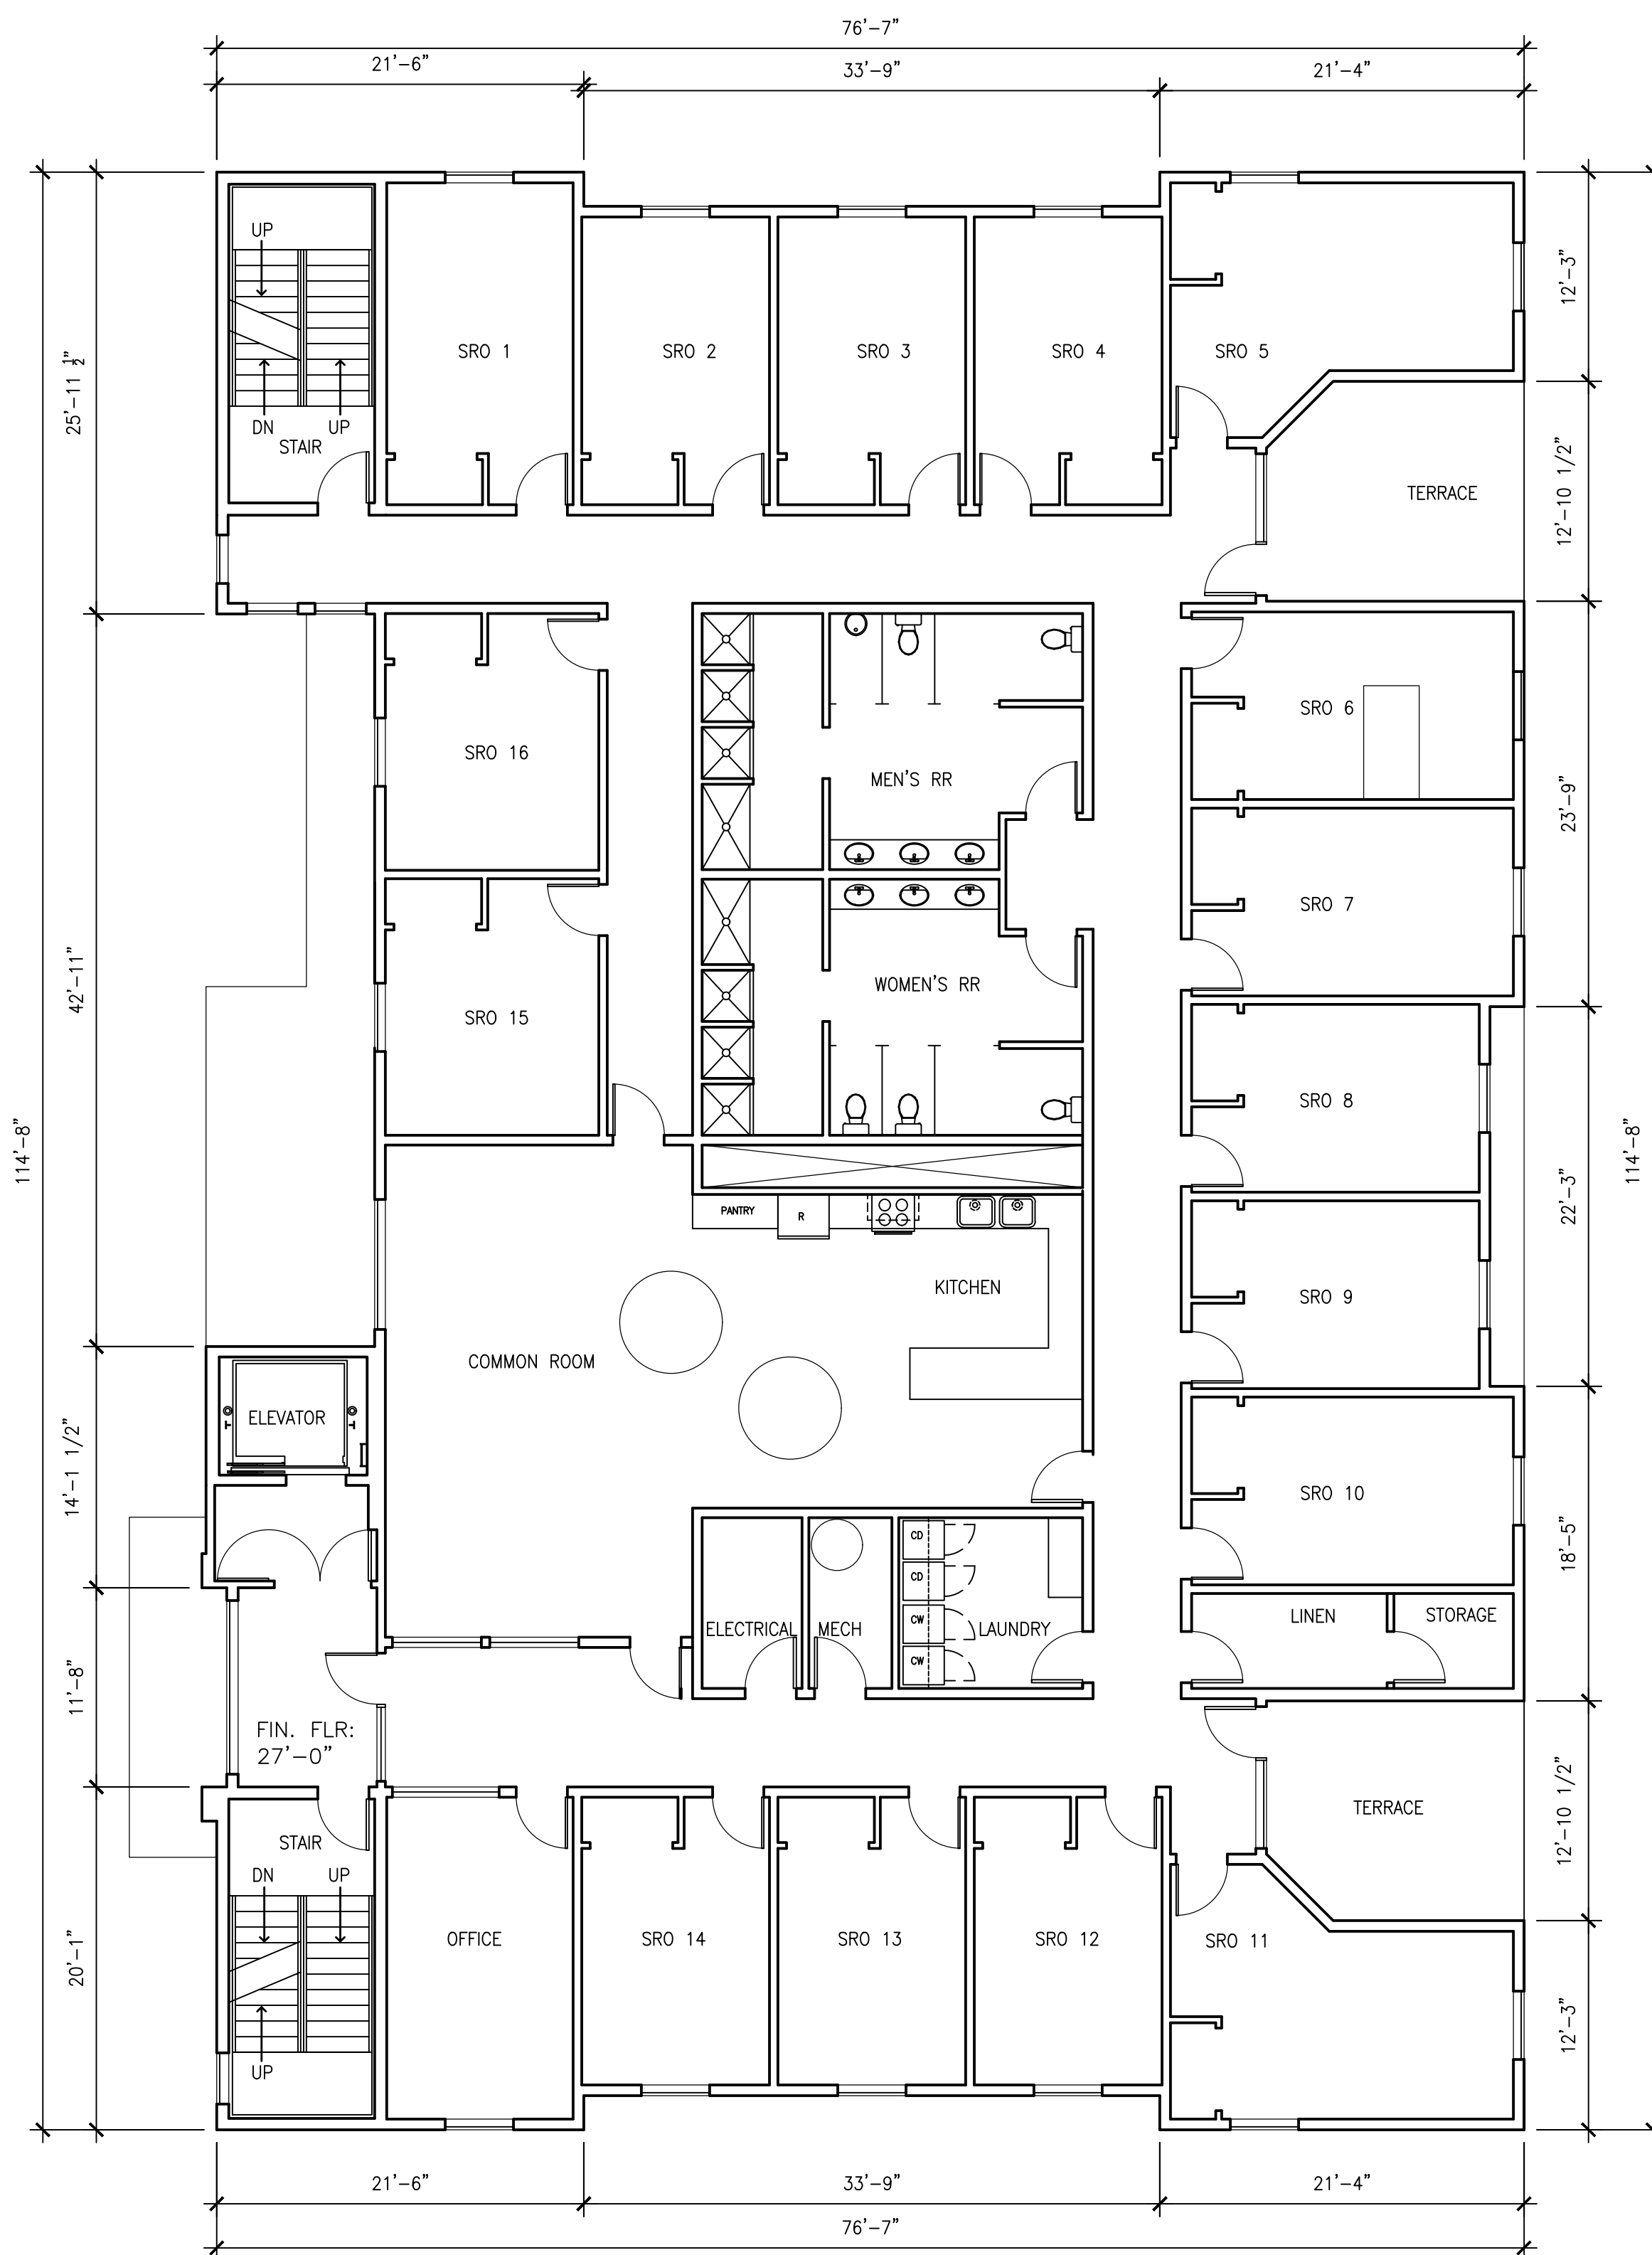 76'-7"
21'-6"
33'-9"
21'-4"
UP
DN
UP
STAIR
SRO 1
SRO 2
SRO 3
SRO 4
SRO 5
TERRACE
25'-11 1/2"
12'-3"
12'-10 1/2"
SRO 16
MEN'S RR
SRO 6
23'-9"
SRO 15
WOMEN'S RR
SRO 7
42'-11"
114'-8"
SRO 8
22'-3"
114'-8"
PANTRY
R
KITCHEN
SRO 9
COMMON ROOM
ELEVATOR
14'-1 1/2"
SRO 10
18'-5"
CD
CD
CW
CW
ELECTRICAL
MECH
LAUNDRY
LINEN
STORAGE
11'-8"
FIN. FLR:
27'-0"
TERRACE
12'-10 1/2"
STAIR
DN
UP
UP
OFFICE
SRO 14
SRO 13
SRO 12
SRO 11
20'-1"
12'-3"
21'-6"
33'-9"
21'-4"
76'-7"